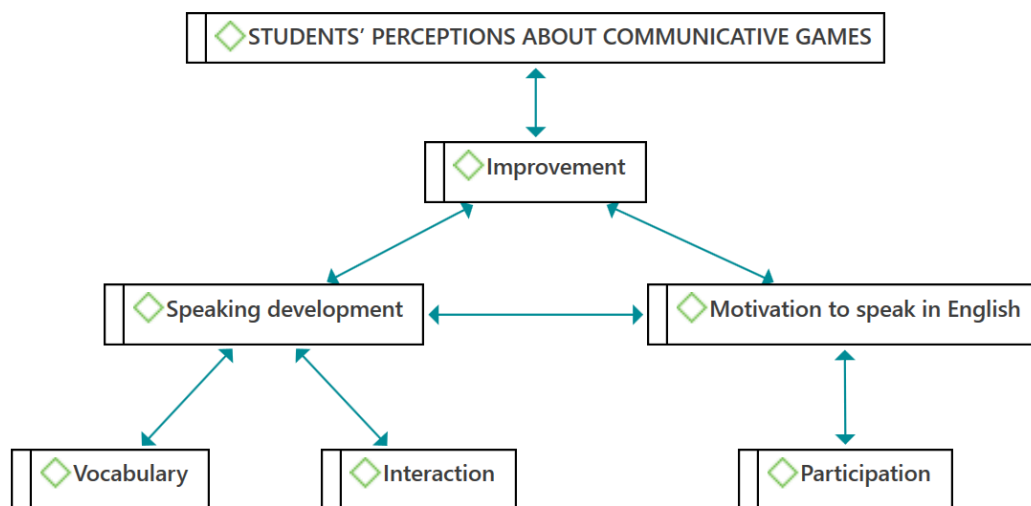 STUDENTS’ PERCEPTIONS ABOUT COMMUNICATIVE GAMES
Improvement
Speaking development
Motivation to speak in English
Vocabulary
Interaction
Participation